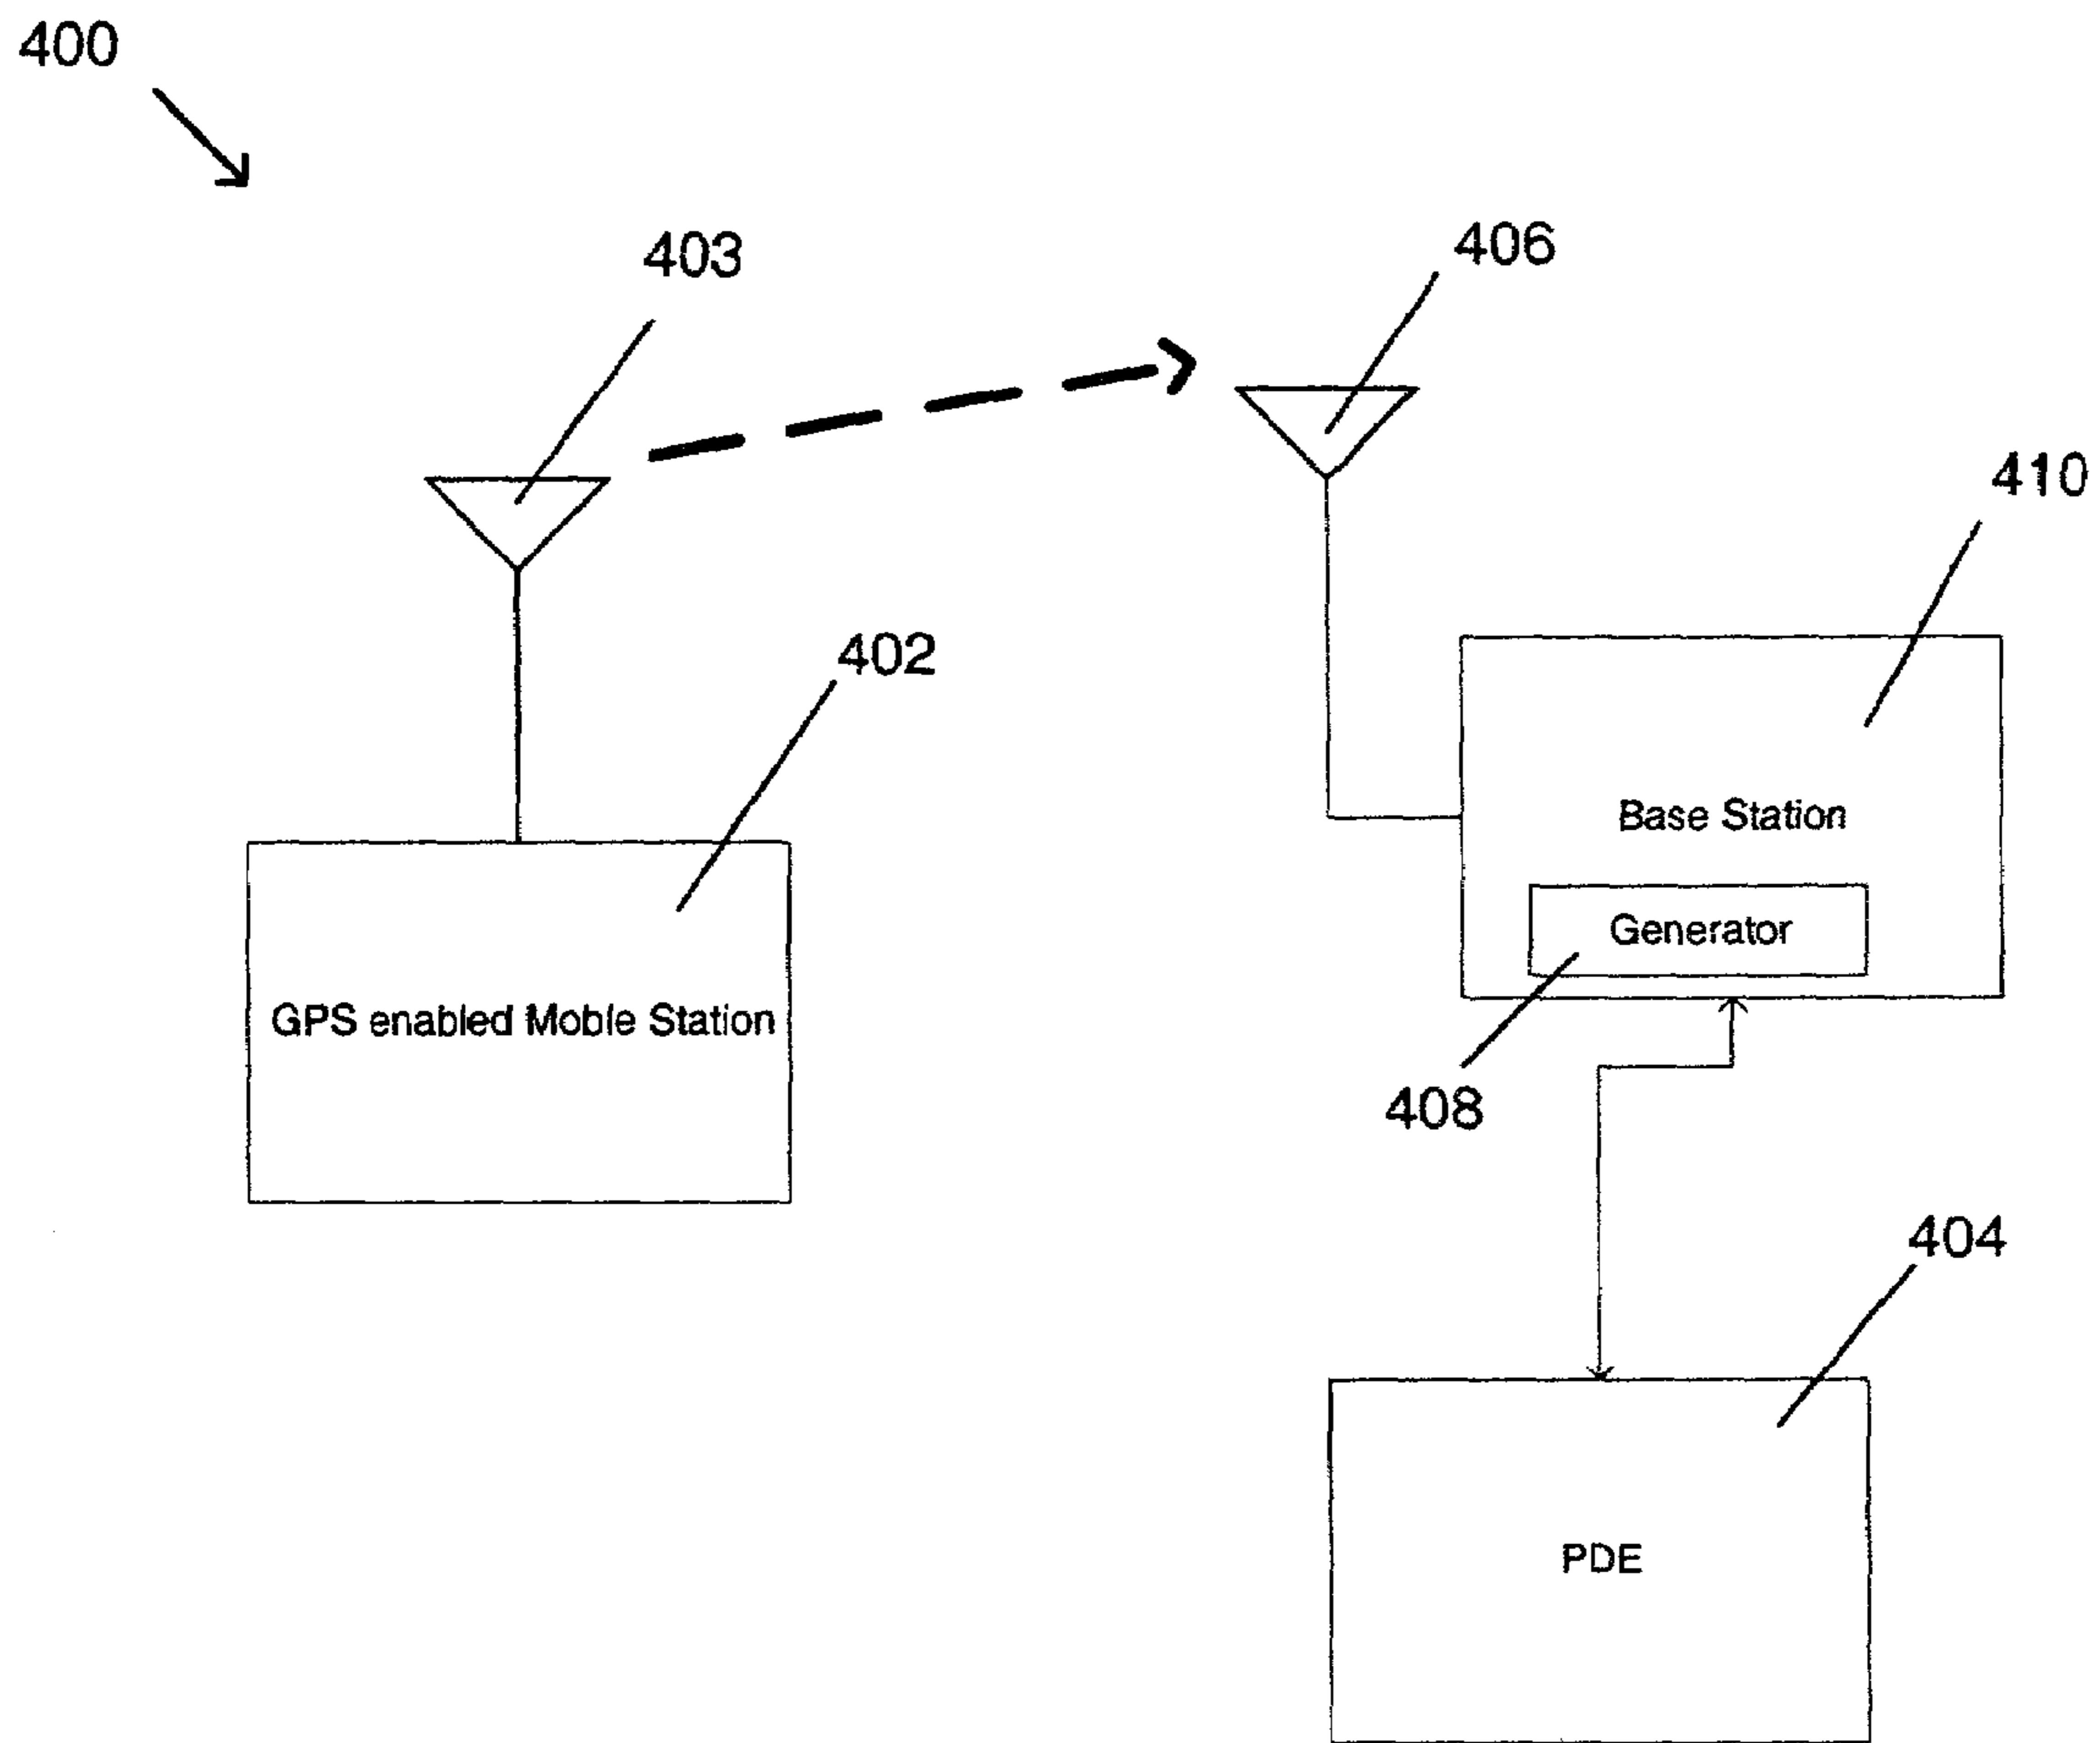 400
403
406
410
402
Base Station
Generator
GPS enabled Moble Station
408
404
PDE